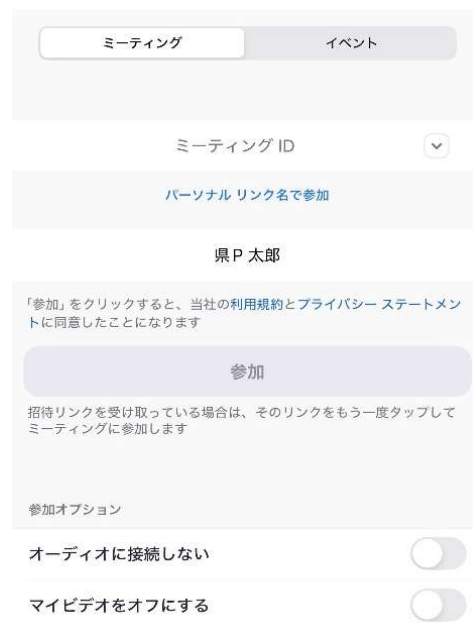 ミーティング イベント
ミーティング ID
パーソナル リンク名で参加
県P 太郎
「参加」をクリックすると、当社の利用規約とプライバシー ステートメン
トに同意したことになります
参加
招待リンクを受け取っている場合は、そのリンクをもう一度タップして
ミーティングに参加します
参加オプション
オーディオに接続しない
マイビデオをオフにする